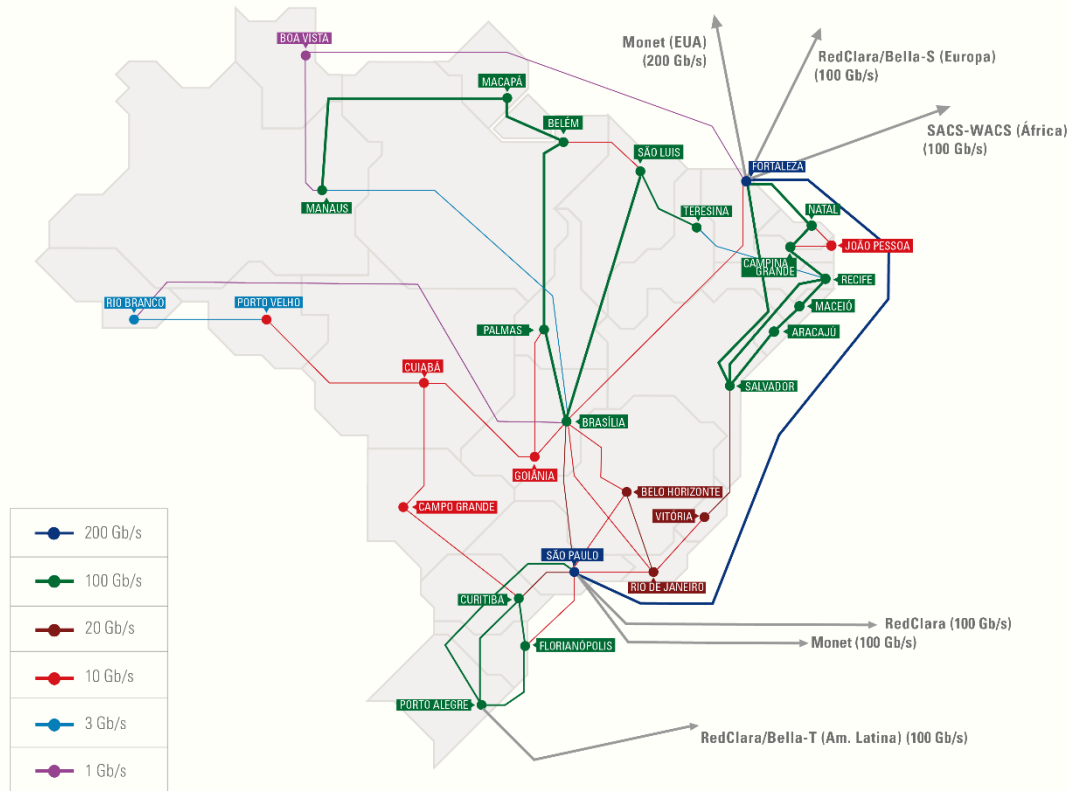 BOA VISTA
Monet (EUA)
(200 Gb/s)
RedClara/Bella-S (Europa)
(100 Gb/s)
MACAPÁ
BELÉM
SACS-WACS (África)
(100 Gb/s)
SÃO LUIS
FORTALEZA
MANAUS
TERESINA
NATAL
JOÃO PESSOA
CAMPINA
GRANDE
RECIFE
RIO BRANCO
PORTO VELHO
MACEIÓ
PALMAS
ARACAJÚ
CUIABÁ
SALVADOR
BRASÍLIA
GOIÂNIA
BELO HORIZONTE
CAMPO GRANDE
VITÓRIA
SÃO PAULO
RIO DE JANEIRO
CURITIBA
RedClara (100 Gb/s)
FLORIANÓPOLIS
Monet (100 Gb/s)
PORTO ALEGRE
RedClara/Bella-T (Am. Latina) (100 Gb/s)
200 Gb/s
100 Gb/s
20 Gb/s
10 Gb/s
3 Gb/s
1 Gb/s